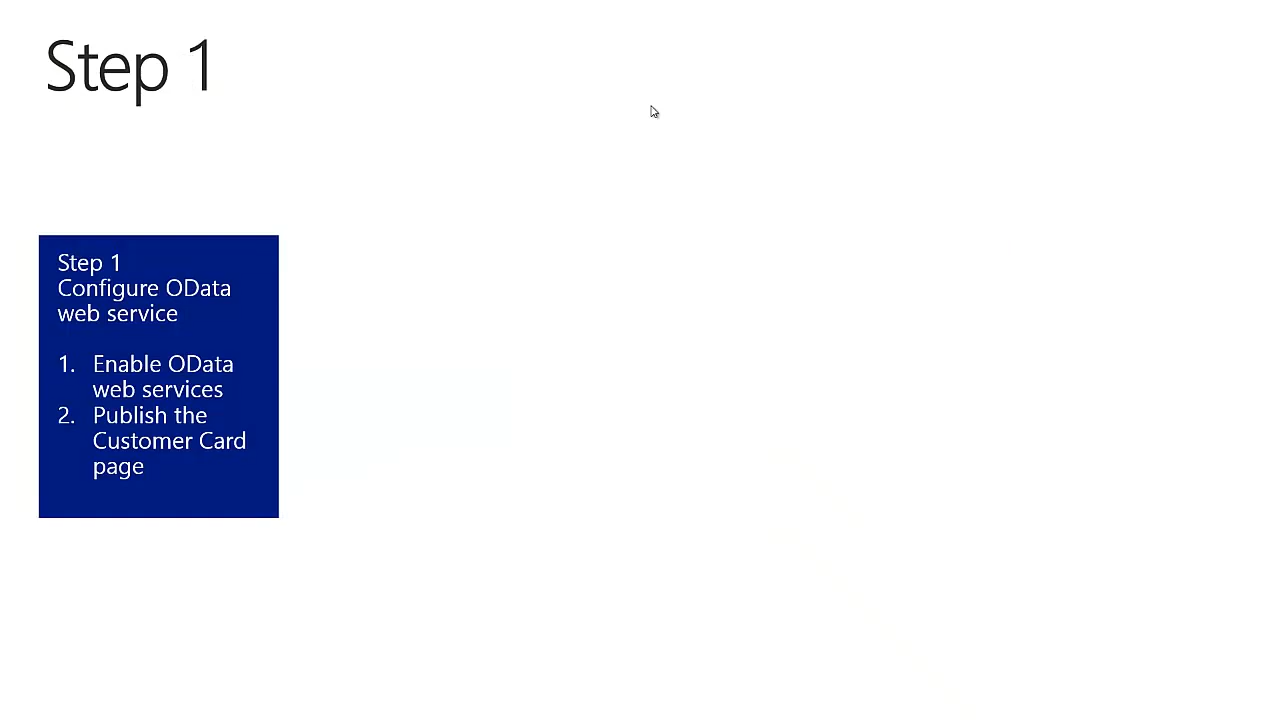 Step 1
Step 1
Configure OData
web service
1. Enable OData
web services
2. Publish the
Customer Card
page